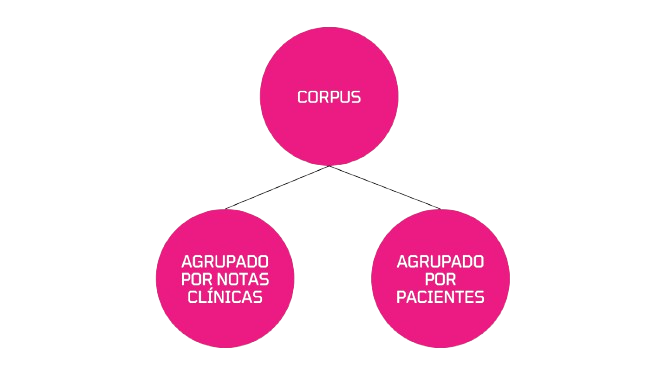 CORPUS
AGRUPADO
POR NOTAS
CLÍNICAS
AGRUPADO
POR
PACIENTES